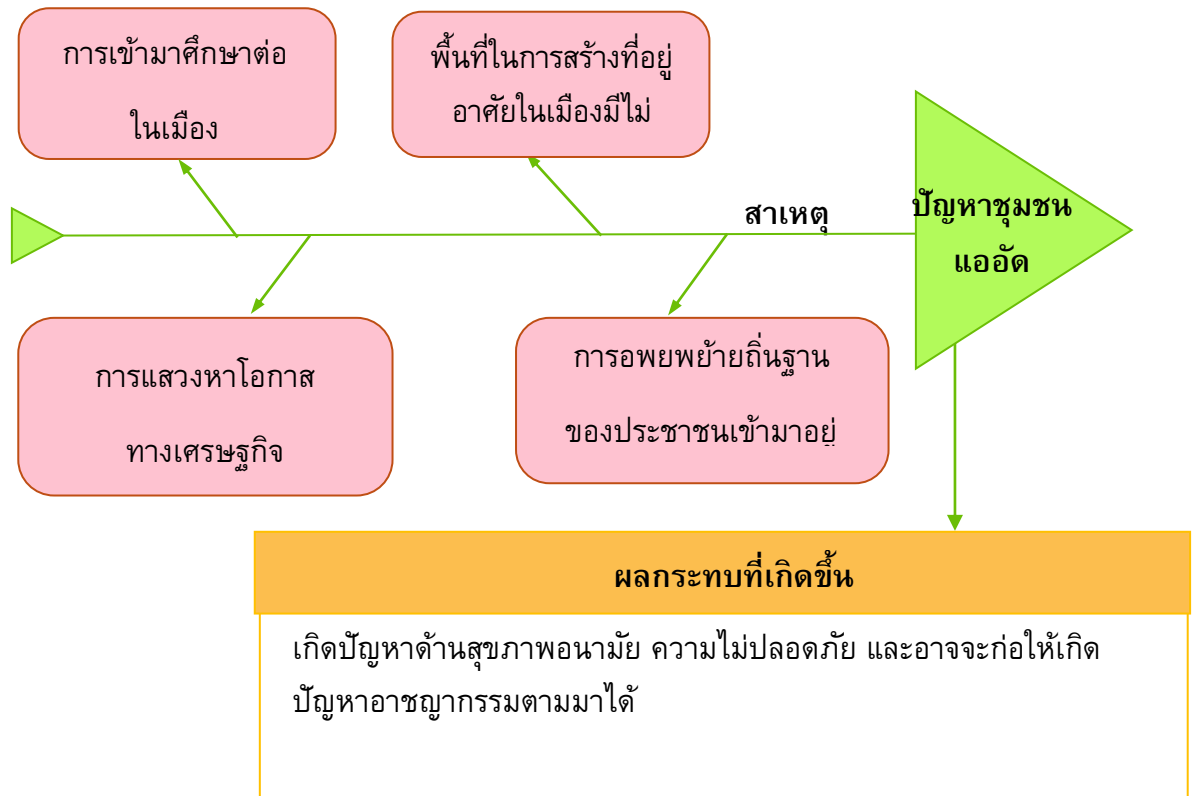 การเข้ามาศึกษาต่อ
ในเมือง
พื้นที่ในการสร้างที่อยู่
อาศัยในเมืองมีไม่
สาเหตุ
ปัญหาชุมชน
แออัด
การแสวงหาโอกาส
ทางเศรษฐกิจ
การอพยพย้ายถิ่นฐาน
ของประชาชนเข้ามาอยู่
ผลกระทบที่เกิดขึ้น
เกิดปัญหาด้านสุขภาพอนามัย ความไม่ปลอดภัย และอาจจะก่อให้เกิด
ปัญหาอาชญากรรมตามมาได้